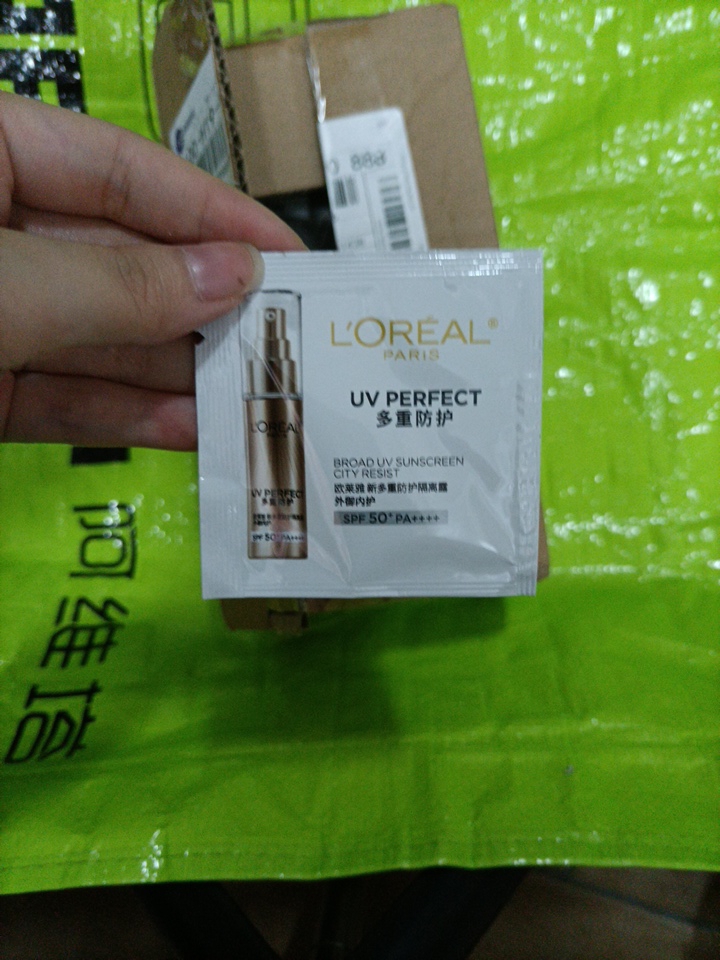 L'ORÉAL®
PARIS
UV PERFECT
多重防护
BROAD UV SUNSCREEN
CITY RESIST
欧莱雅 新多重防护隔离露
外御内护
SPF 50+ PA++++
L'ORÉAL
PARIS
UV PERFECT
多重防护
SPF 50+ PA++++
阿维塔